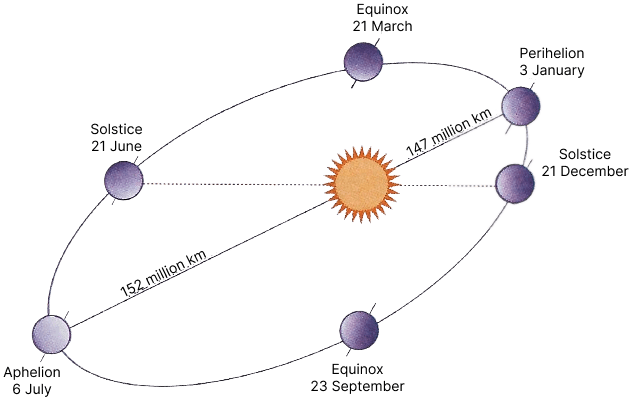 Equinox
21 March
Perihelion
3 January
147 million km
Solstice
21 June
Solstice
21 December
152 million km
Aphelion
6 July
Equinox
23 September